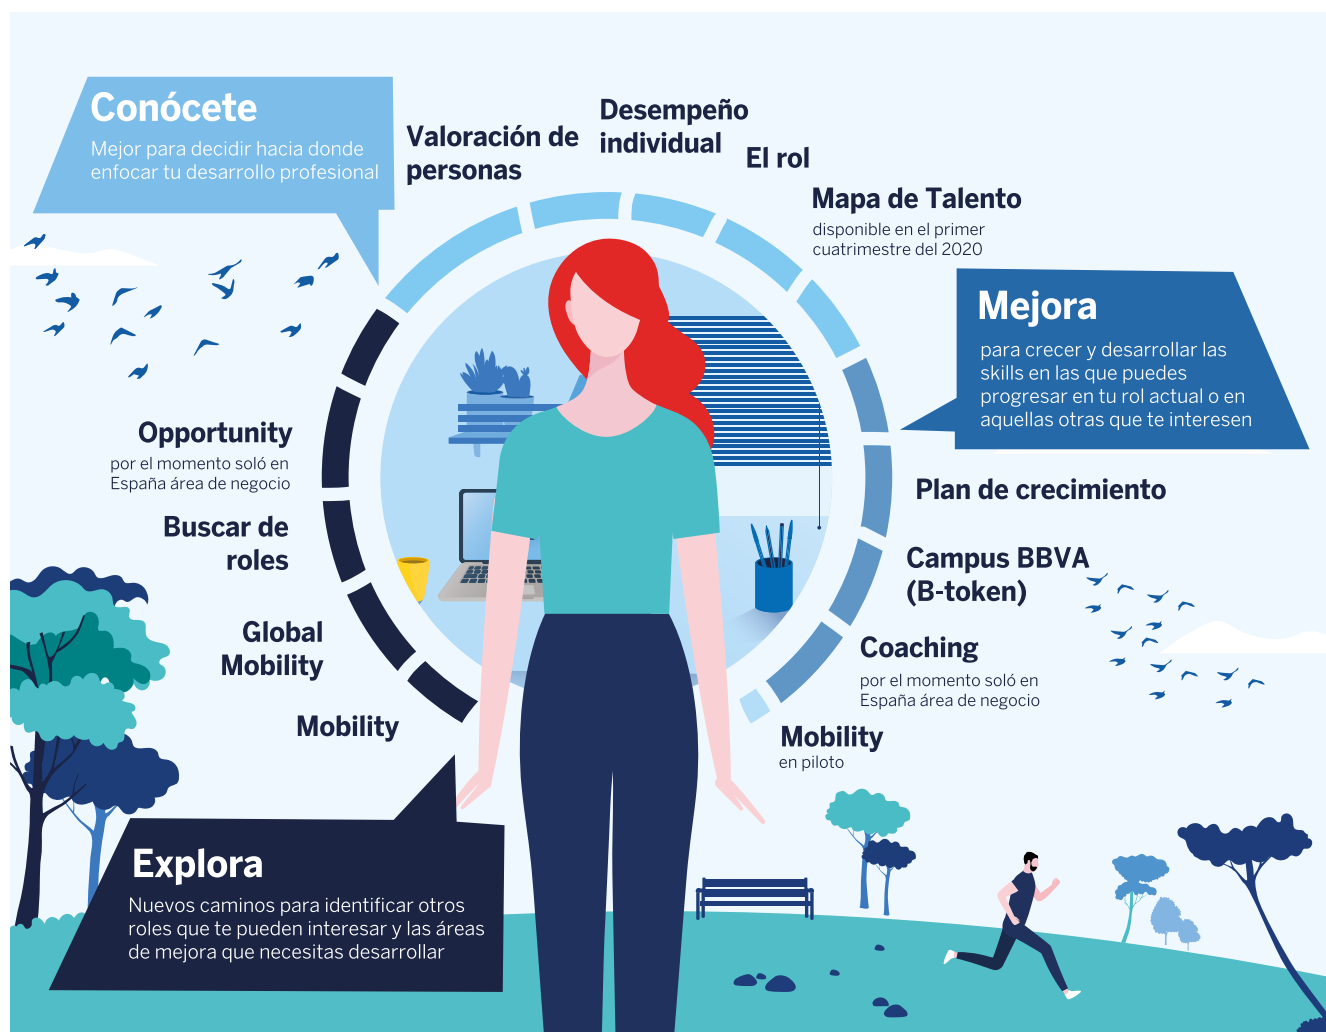 Conócete
Mejor para decidir hacia donde
enfocar tu desarrollo profesional
Valoración de
personas
Desempeño
individual
El rol
Mapa de Talento
disponible en el primer
cuatrimestre del 2020
Mejora
para crecer y desarrollar las
skills en las que puedes
progresar en tu rol actual o en
aquellas otras que te interesen
Plan de crecimiento
Campus BBVA
(B-token)
Coaching
por el momento soló en
España área de negocio
Mobility
en piloto
Opportunity
por el momento soló en
España área de negocio
Buscar de
roles
Global
Mobility
Mobility
Explora
Nuevos caminos para identificar otros
roles que te pueden interesar y las áreas
de mejora que necesitas desarrollar